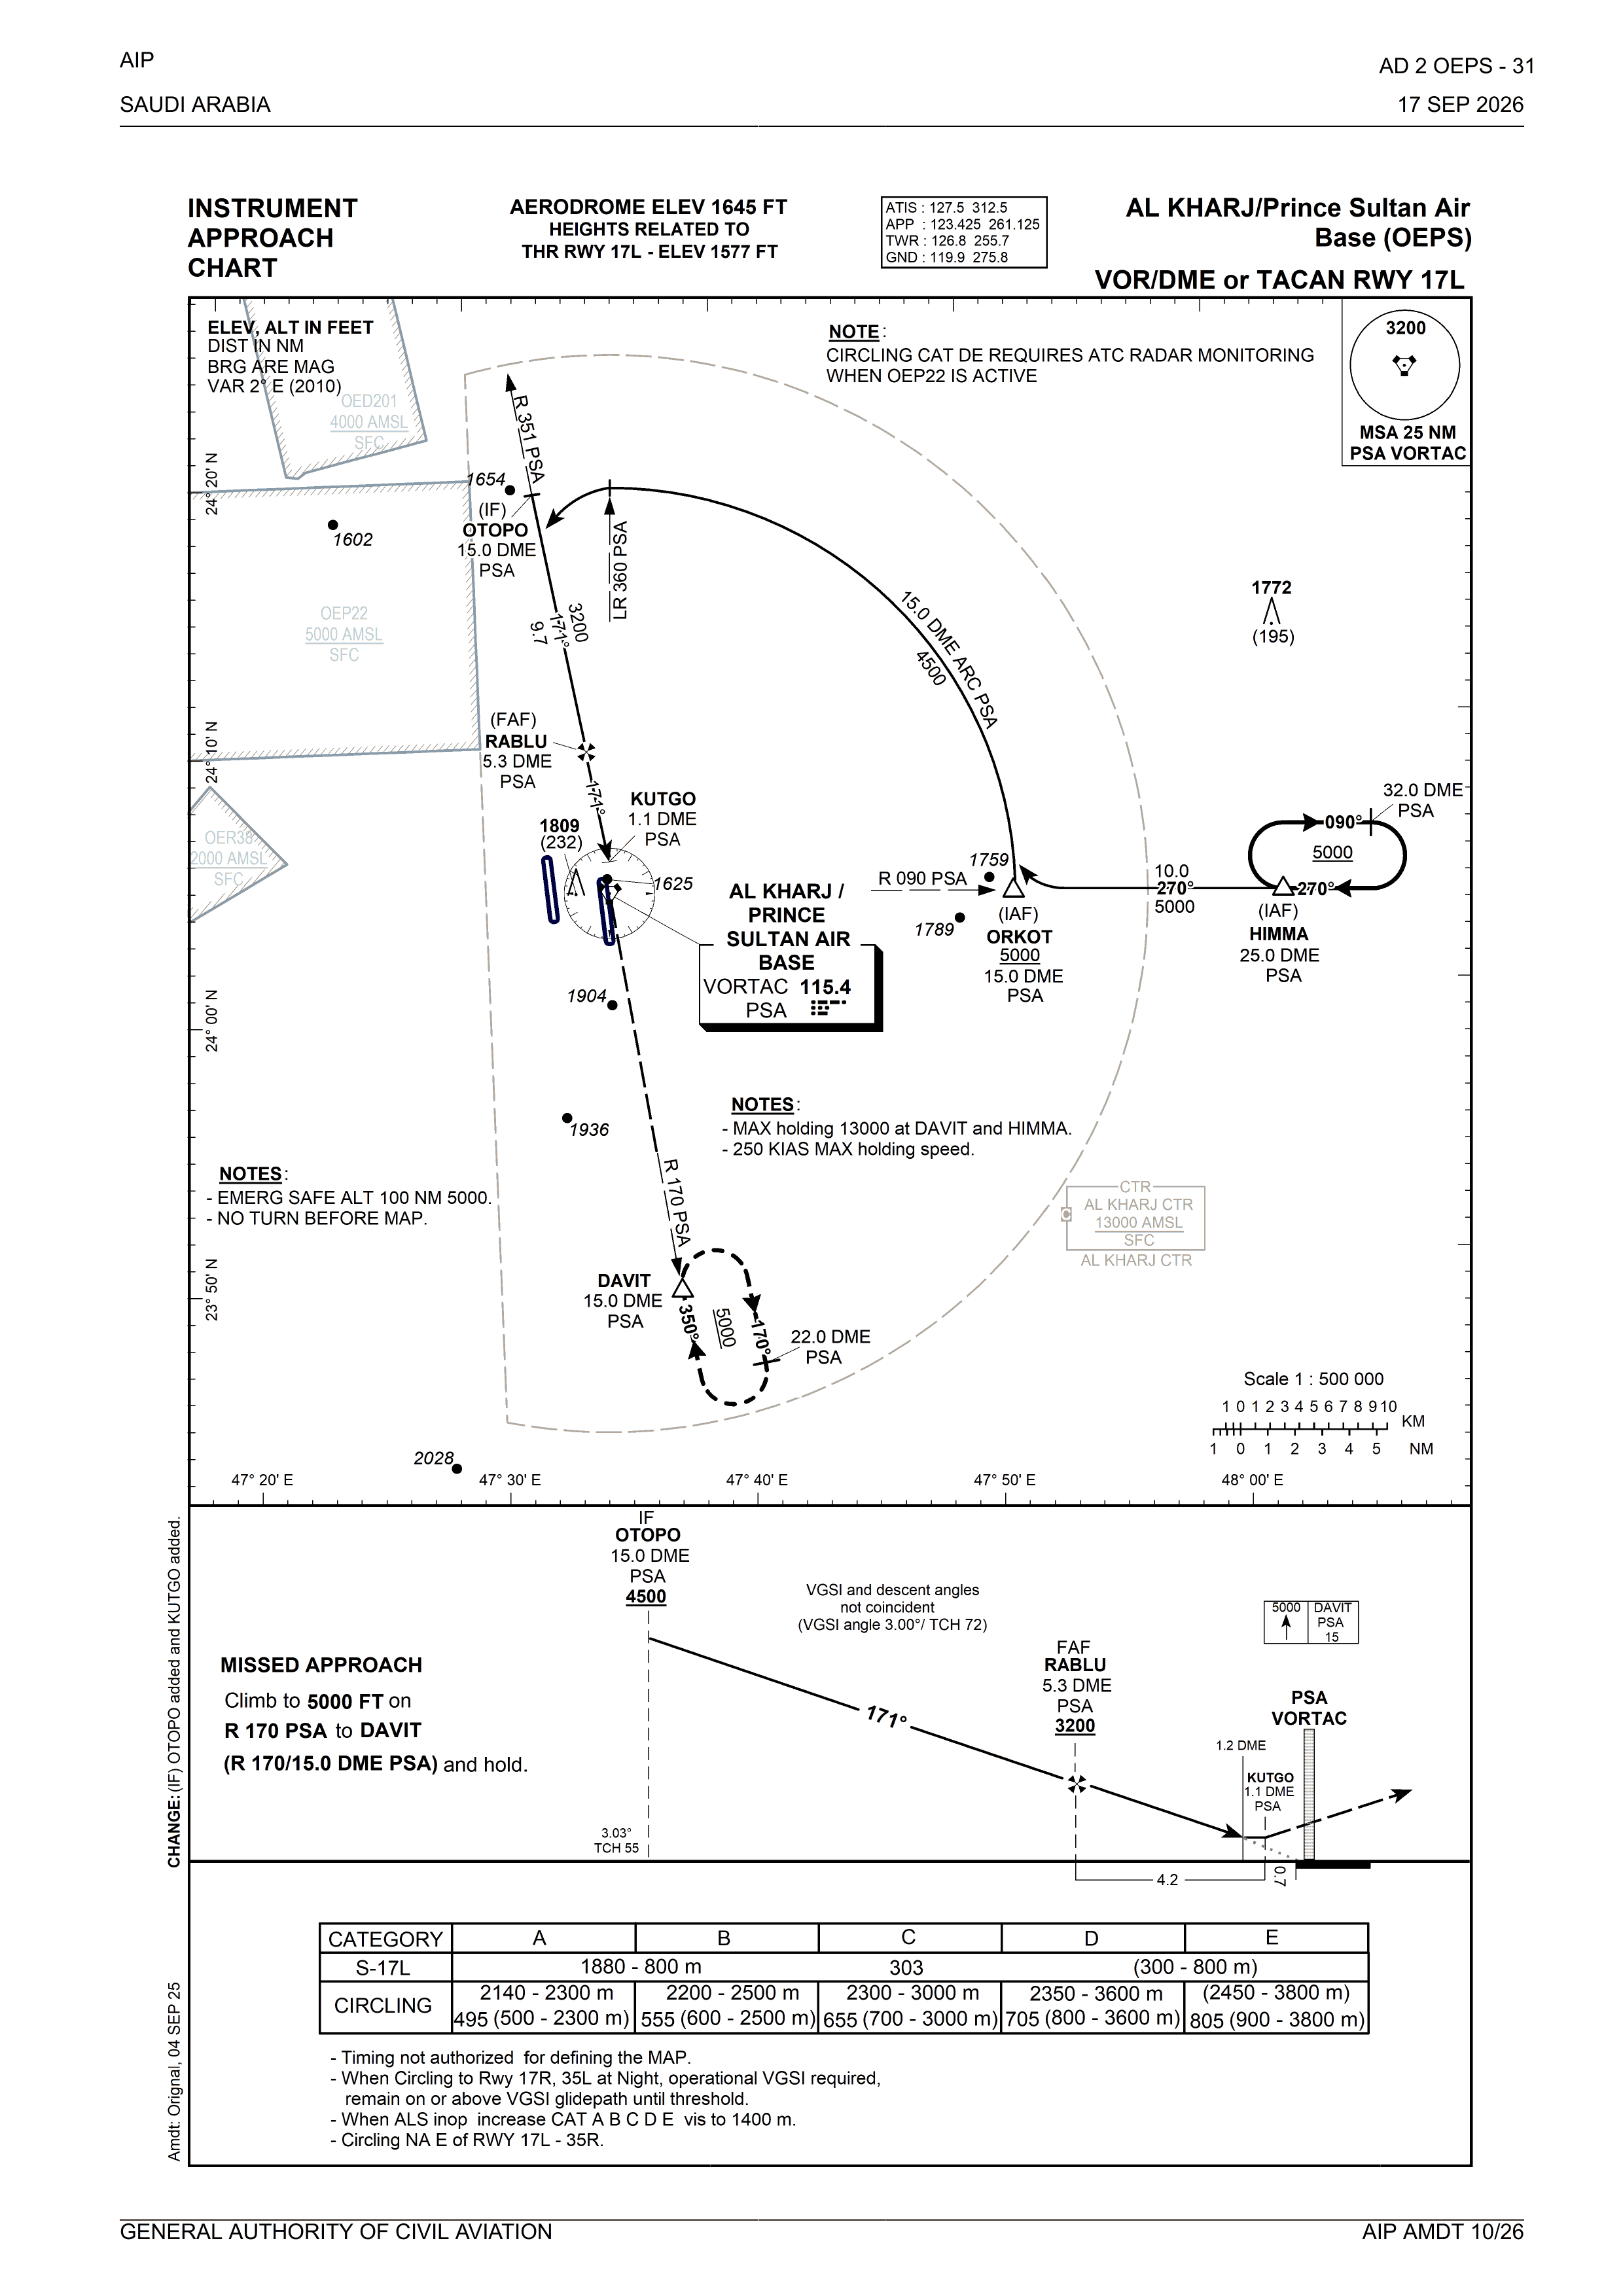 AIP
AD 2 OEPS - 31
SAUDI ARABIA
17 SEP 2026
INSTRUMENT
APPROACH
CHART
AERODROME ELEV 1645 FT
HEIGHTS RELATED TO
THR RWY 17L - ELEV 1577 FT
ATIS : 127.5 312.5
APP : 123.425 261.125
TWR : 126.8 255.7
GND : 119.9 275.8
AL KHARJ/Prince Sultan Air
Base (OEPS)
VOR/DME or TACAN RWY 17L
ELEV, ALT IN FEET
DIST IN NM
BRG ARE MAG
VAR 2° E (2010)
OED201
4000 AMSL
SFC
NOTE:
CIRCLING CAT DE REQUIRES ATC RADAR MONITORING
WHEN OEP22 IS ACTIVE
3200
MSA 25 NM
PSA VORTAC
R 351 PSA
24° 20' N
1654
(IF)
OTOPO
15.0 DME
PSA
1602
LR 360 PSA
OEP22
5000 AMSL
SFC
3200
171°
9.7
15.0 DME ARC PSA
4500
1772
(195)
24° 10' N
(FAF)
RABLU
5.3 DME
PSA
171°
KUTGO
1.1 DME
PSA
1809
(232)
OER38
2000 AMSL
SFC
1625
32.0 DME
PSA
090°
5000
270°
1759
R 090 PSA
1789
(IAF)
ORKOT
5000
15.0 DME
PSA
10.0
270°
5000
(IAF)
HIMMA
25.0 DME
PSA
AL KHARJ /
PRINCE
SULTAN AIR
BASE
VORTAC 115.4
PSA
24° 00' N
1904
1936
NOTES:
- MAX holding 13000 at DAVIT and HIMMA.
- 250 KIAS MAX holding speed.
NOTES:
- EMERG SAFE ALT 100 NM 5000.
- NO TURN BEFORE MAP.
R 170 PSA
CTR
C
AL KHARJ CTR
13000 AMSL
SFC
AL KHARJ CTR
23° 50' N
DAVIT
15.0 DME
PSA
350°
5000
170°
22.0 DME
PSA
Scale 1 : 500 000
1 0 1 2 3 4 5 6 7 8 9 10
KM
1 0 1 2 3 4 5 NM
2028
47° 20' E
47° 30' E
47° 40' E
47° 50' E
48° 00' E
CHANGE: (IF) OTOPO added and KUTGO added.
IF
OTOPO
15.0 DME
PSA
4500
VGSI and descent angles
not coincident
(VGSI angle 3.00°/ TCH 72)
5000
DAVIT
PSA
15
MISSED APPROACH
Climb to 5000 FT on
R 170 PSA to DAVIT
(R 170/15.0 DME PSA) and hold.
171°
FAF
RABLU
5.3 DME
PSA
3200
PSA
VORTAC
1.2 DME
KUTGO
1.1 DME
PSA
3.03°
TCH 55
4.2
0.7
CATEGORY A B C D E
S-17L 1880 - 800 m 303 (300 - 800 m)
CIRCLING
2140 - 2300 m 2200 - 2500 m 2300 - 3000 m 2350 - 3600 m (2450 - 3800 m)
495 (500 - 2300 m) 555 (600 - 2500 m) 655 (700 - 3000 m) 705 (800 - 3600 m) 805 (900 - 3800 m)
- Timing not authorized for defining the MAP.
- When Circling to Rwy 17R, 35L at Night, operational VGSI required,
remain on or above VGSI glidepath until threshold.
- When ALS inop increase CAT A B C D E vis to 1400 m.
- Circling NA E of RWY 17L - 35R.
Amdt: Orignal, 04 SEP 25
GENERAL AUTHORITY OF CIVIL AVIATION
AIP AMDT 10/26